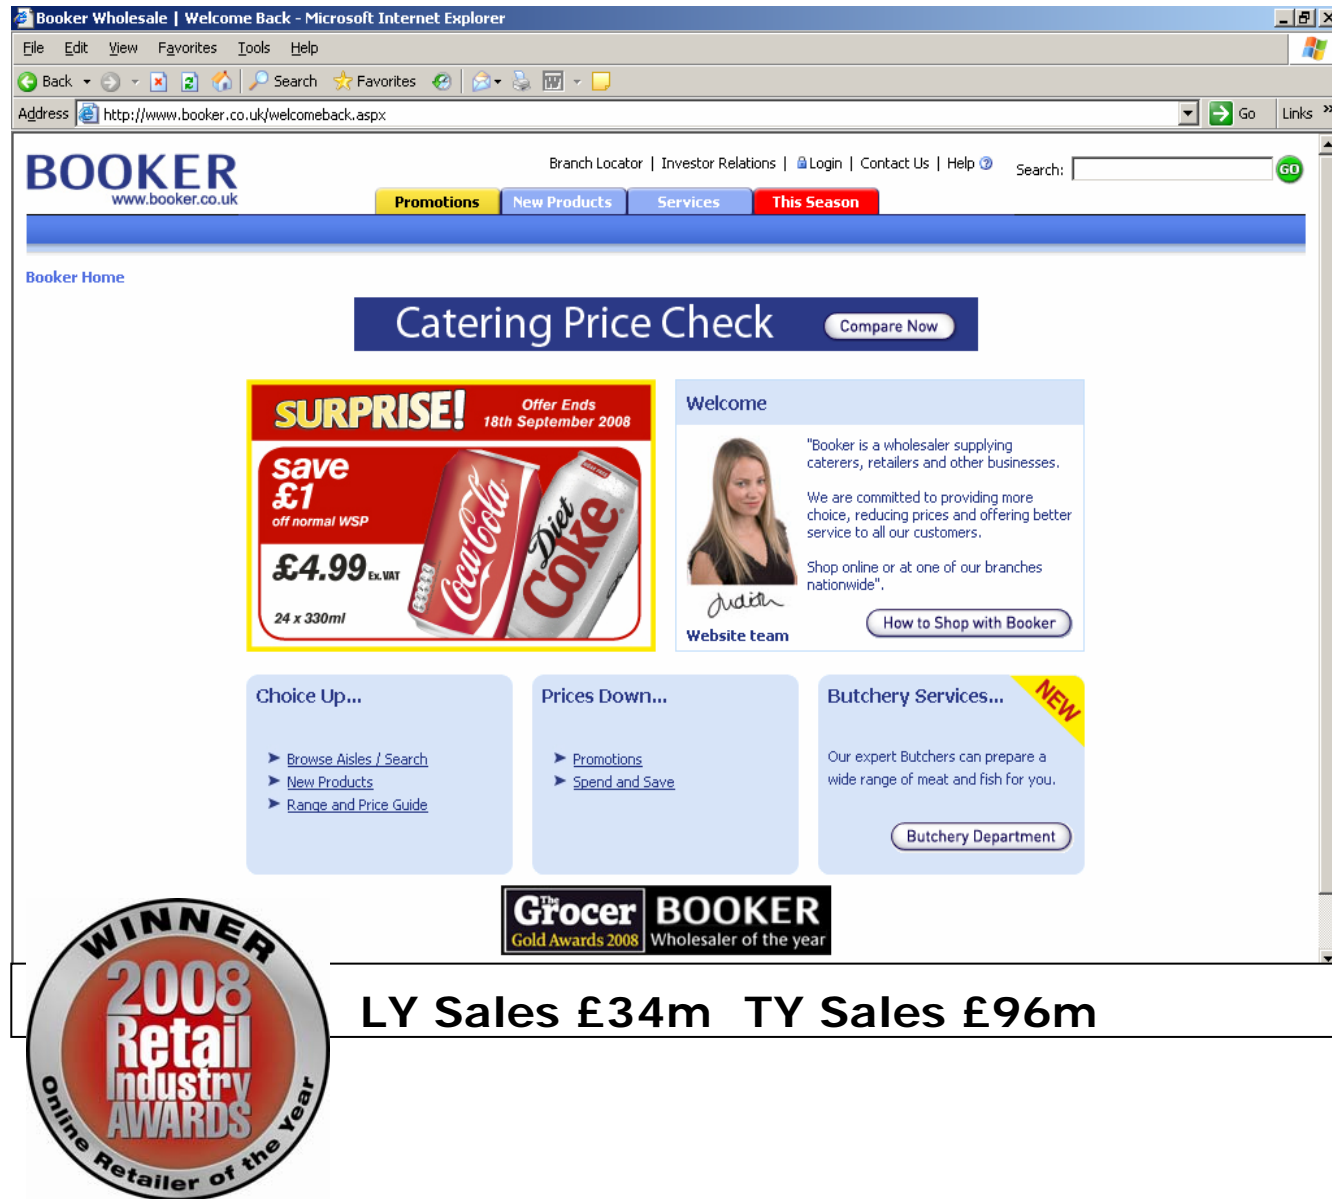 Booker Wholesale | Welcome Back - Microsoft Internet Explorer
File Edit View Favorites Tools Help
Back Search Favorites
Address http://www.booker.co.uk/welcomeback.aspx Go Links »
BOOKER
www.booker.co.uk
Branch Locator | Investor Relations | Login | Contact Us | Help ? Search: GO
Promotions New Products Services This Season
Booker Home
Catering Price Check Compare Now
SURPRISE!
Offer Ends
18th September 2008
save
£1
off normal WSP
£4.99 Ex.VAT
24 x 330ml
Coca-Cola
Diet
Coke
Welcome
"Booker is a wholesaler supplying
caterers, retailers and other businesses.
We are committed to providing more
choice, reducing prices and offering better
service to all our customers.
Shop online or at one of our branches
nationwide".
Judith
Website team
How to Shop with Booker
Choice Up...
Browse Aisles / Search
New Products
Range and Price Guide
Prices Down...
Promotions
Spend and Save
Butchery Services...
NEW
Our expert Butchers can prepare a
wide range of meat and fish for you.
Butchery Department
The
Grocer
Gold Awards 2008
BOOKER
Wholesaler of the year
WINNER
2008
Retail
Industry
AWARDS
Online Retailer of the Year
LY Sales £34m TY Sales £96m